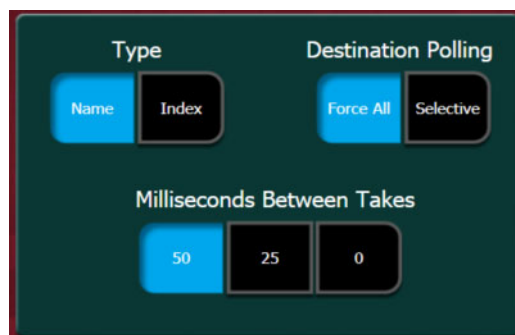 Type
Destination Polling
Name
Index
Force All
Selective
Milliseconds Between Takes
50
25
0